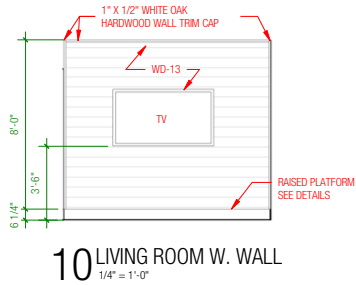 1" X 1/2" WHITE OAK
HARDWOOD WALL TRIM CAP
WD-13
TV
8'-0"
3'-6"
6 1/4"
RAISED PLATFORM
SEE DETAILS
10 LIVING ROOM W. WALL
1/4" = 1'-0"